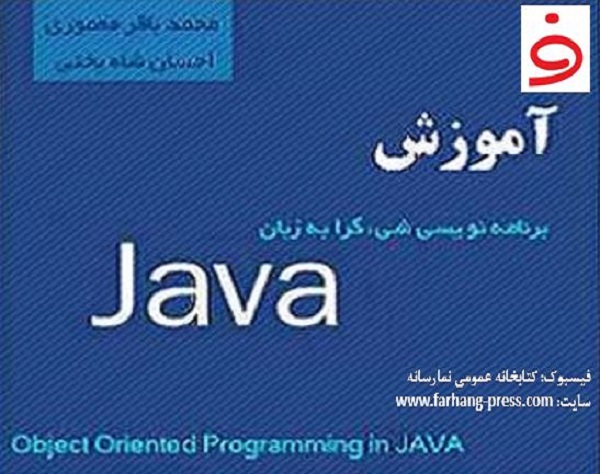 محمد باقر معموری
احسان شاه بختی
ف
آموزش
برنامه نویسی شی، گرا به زبان
Java
فیسبوک: کتابخانه عمومی نمارسانه
سایت: www.farhang-press.com
Object Oriented Programming in JAVA